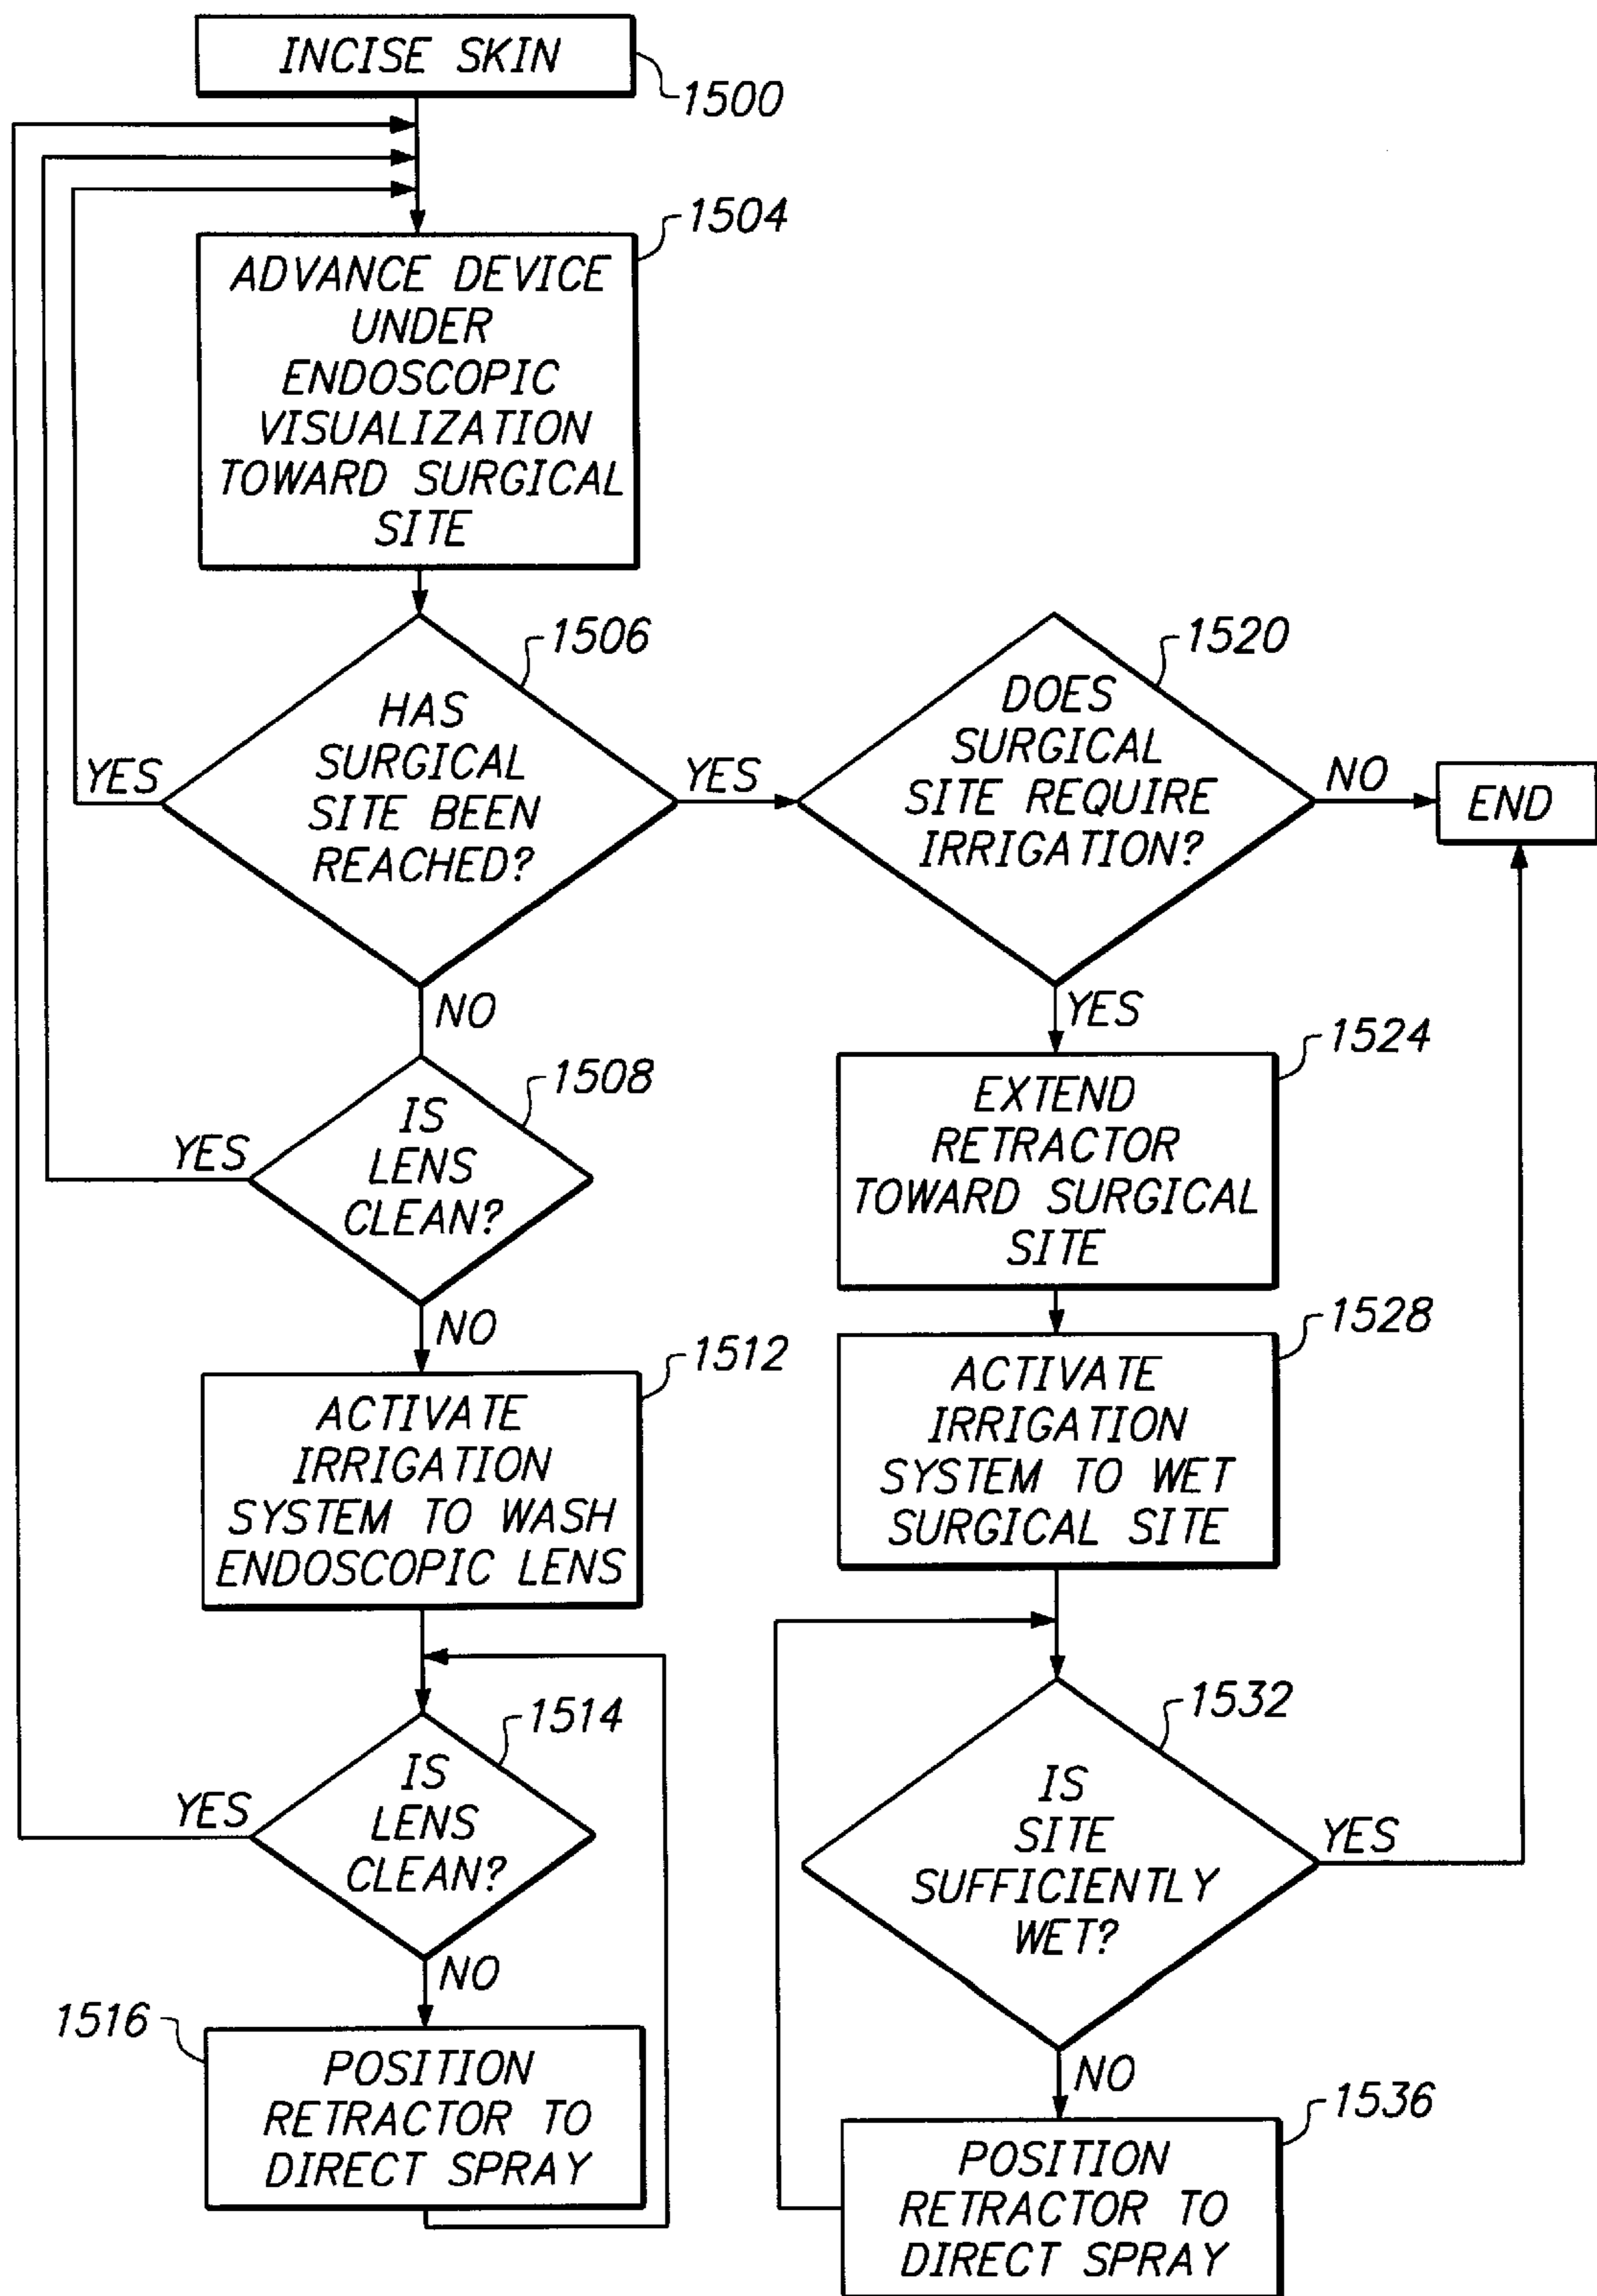 INCISE SKIN
1500
1504
ADVANCE DEVICE
UNDER
ENDOSCOPIC
VISUALIZATION
TOWARD SURGICAL
SITE
1506
HAS
SURGICAL
SITE BEEN
REACHED?
YES
YES
NO
1520
DOES
SURGICAL
SITE REQUIRE
IRRIGATION?
NO
END
YES
1508
IS
LENS
CLEAN?
YES
NO
1512
ACTIVATE
IRRIGATION
SYSTEM TO WASH
ENDOSCOPIC LENS
1514
IS
LENS
CLEAN?
YES
NO
1516
POSITION
RETRACTOR TO
DIRECT SPRAY
1524
EXTEND
RETRACTOR
TOWARD SURGICAL
SITE
1528
ACTIVATE
IRRIGATION
SYSTEM TO WET
SURGICAL SITE
1532
IS
SITE
SUFFICIENTLY
WET?
YES
NO
1536
POSITION
RETRACTOR TO
DIRECT SPRAY